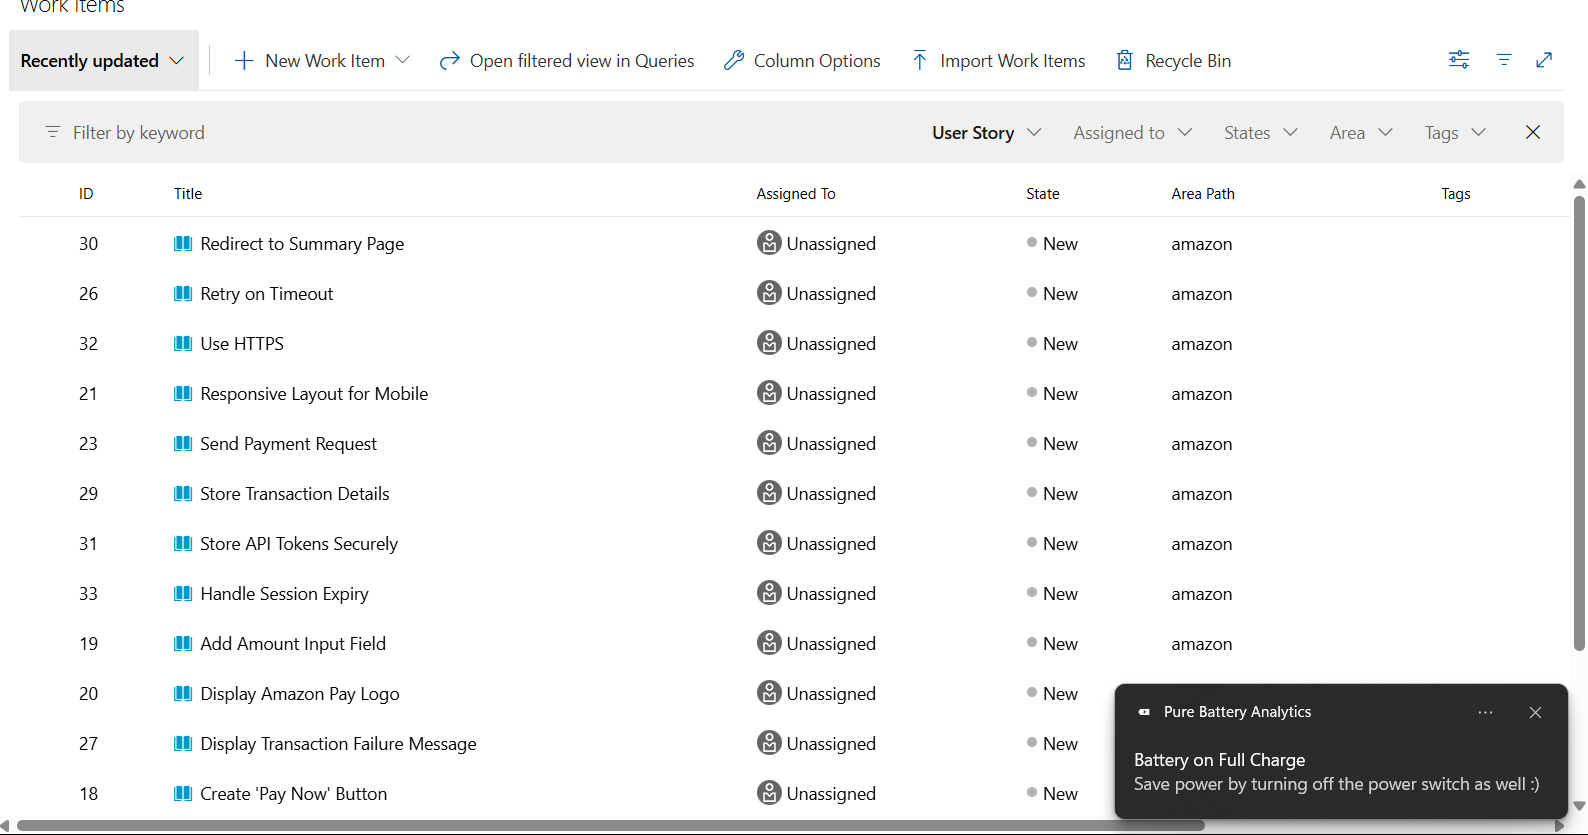 Work Items
Recently updated New Work Item Open filtered view in Queries Column Options Import Work Items Recycle Bin
Filter by keyword User Story Assigned to States Area Tags
ID Title Assigned To State Area Path Tags
30 Redirect to Summary Page Unassigned New amazon
26 Retry on Timeout Unassigned New amazon
32 Use HTTPS Unassigned New amazon
21 Responsive Layout for Mobile Unassigned New amazon
23 Send Payment Request Unassigned New amazon
29 Store Transaction Details Unassigned New amazon
31 Store API Tokens Securely Unassigned New amazon
33 Handle Session Expiry Unassigned New amazon
19 Add Amount Input Field Unassigned New amazon
20 Display Amazon Pay Logo Unassigned New
27 Display Transaction Failure Message Unassigned New
18 Create 'Pay Now' Button Unassigned New
Pure Battery Analytics
Battery on Full Charge
Save power by turning off the power switch as well :)